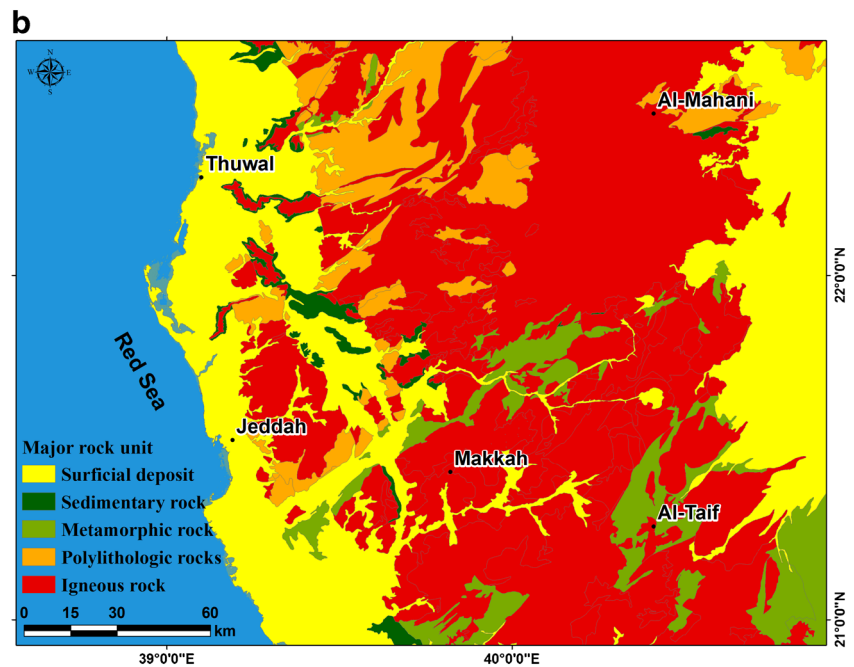 b
N
W E
S
Al-Mahani
Thuwal
22°0'0"N
Red Sea
Jeddah
Major rock unit
Surficial deposit
Makkah
Sedimentary rock
Al-Taif
Metamorphic rock
Polylithologic rocks
Igneous rock
0 15 30 60
km
21°0'0"N
39°0'0"E 40°0'0"E